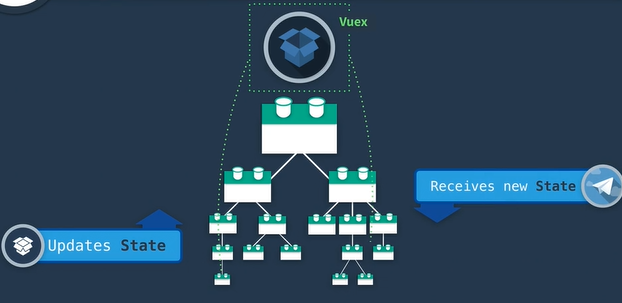 Vuex
Receives new State
Updates State